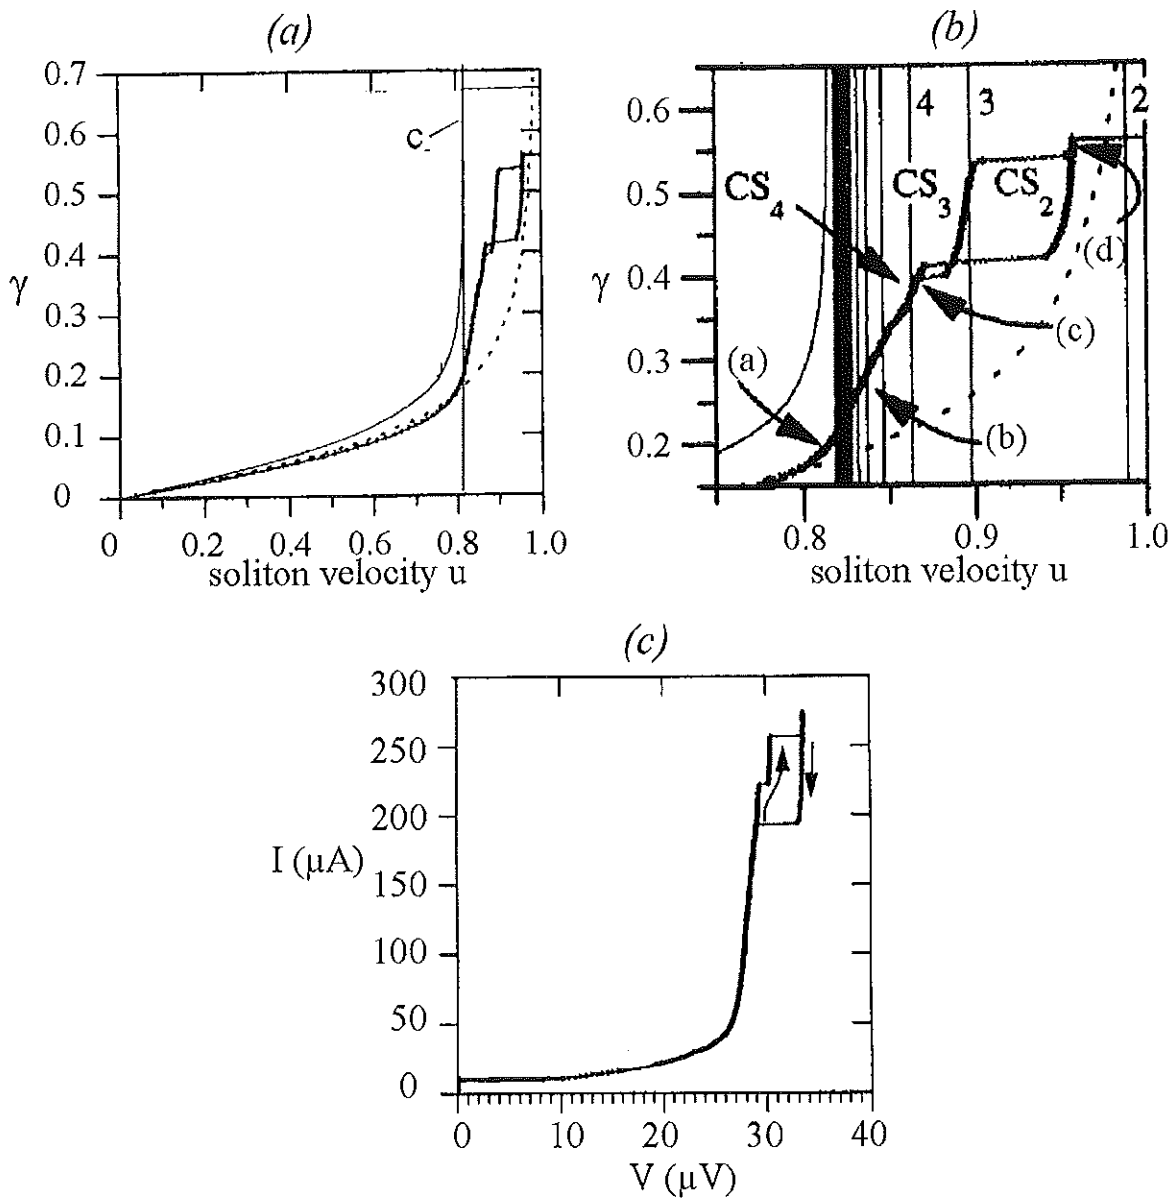 (a)
0.7
0.6
0.5
0.4
0.3
0.2
0.1
0
γ
c_
0 0.2 0.4 0.6 0.8 1.0
soliton velocity u
(b)
0.6
0.5
0.4
0.3
0.2
γ
4 3 2
CS4 CS3 CS2
(d)
(c)
(a)
(b)
0.8 0.9 1.0
soliton velocity u
(c)
300
250
200
150
100
50
0
I (μA)
0 10 20 30 40
V (μV)